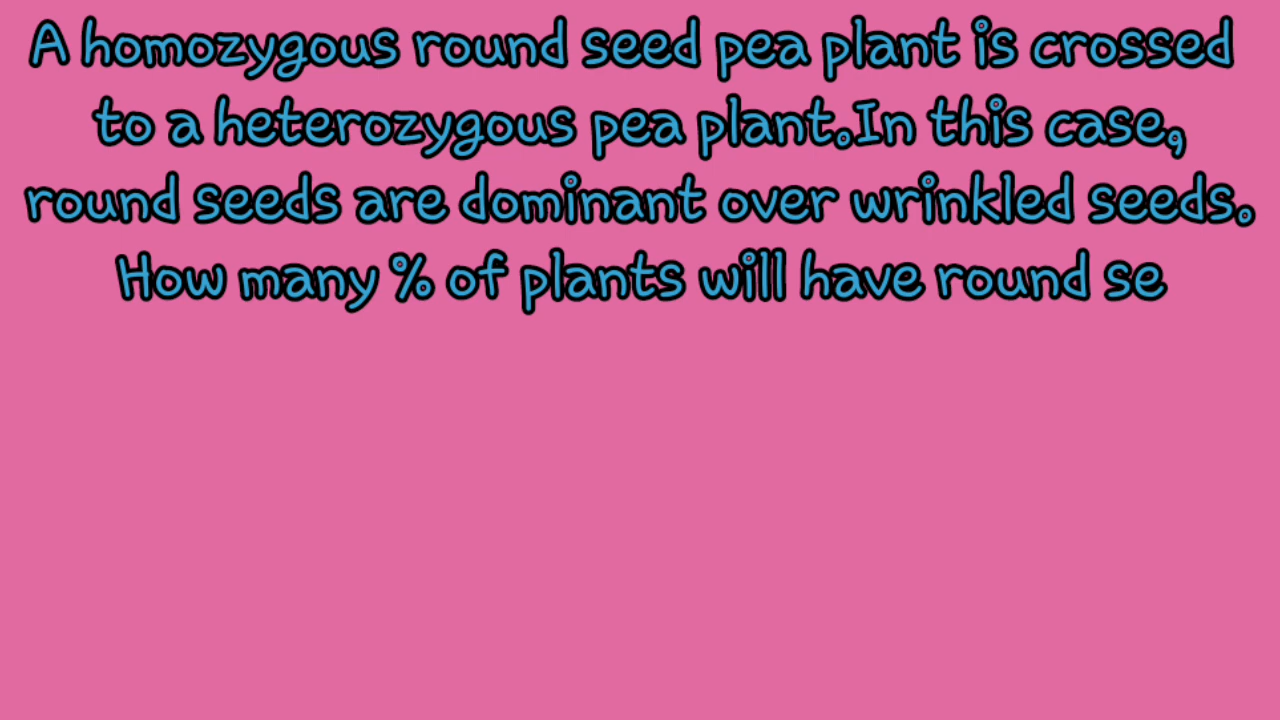 A homozygous round seed pea plant is crossed
to a heterozygous pea plant.In this case,
round seeds are dominant over wrinkled seeds.
How many % of plants will have round se